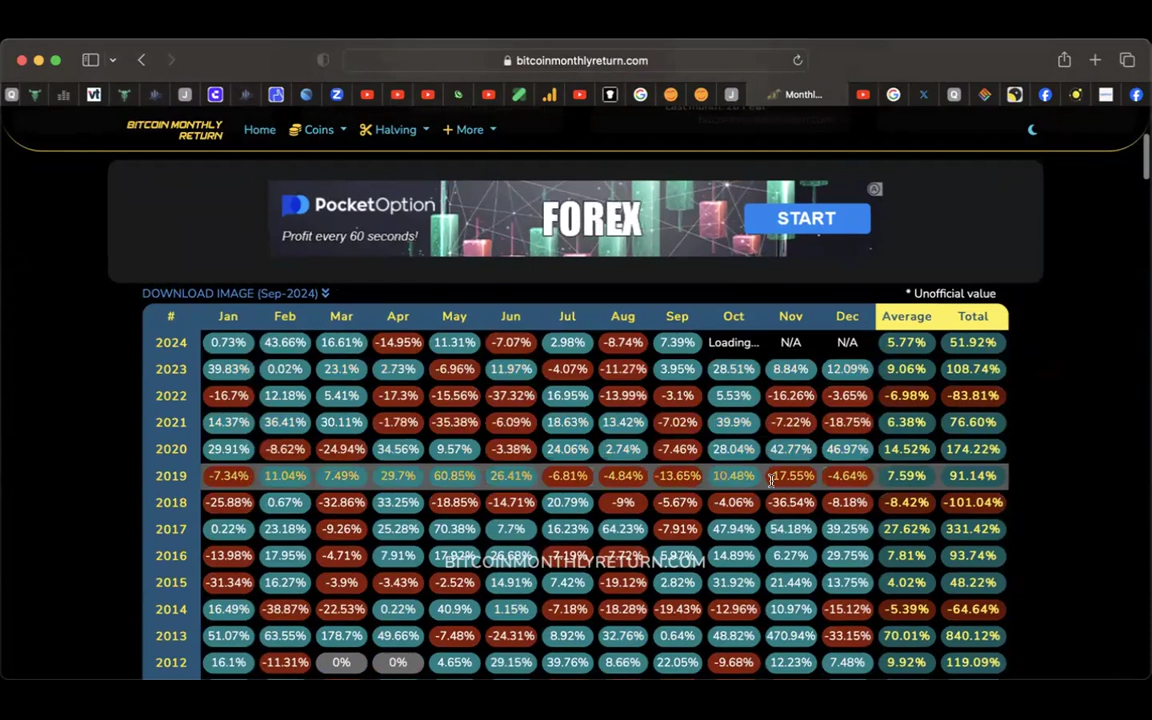 bitcoinmonthlyreturn.com
Monthl...
BITCOIN MONTHLY
RETURN
Home
Coins
Halving
More
PocketOption
Profit every 60 seconds!
FOREX
START
DOWNLOAD IMAGE (Sep-2024)
* Unofficial value
# Jan Feb Mar Apr May Jun Jul Aug Sep Oct Nov Dec Average Total
2024 0.73% 43.66% 16.61% -14.95% 11.31% -7.07% 2.98% -8.74% 7.39% Loading... N/A N/A 5.77% 51.92%
2023 39.83% 0.02% 23.1% 2.73% -6.96% 11.97% -4.07% -11.27% 3.95% 28.51% 8.84% 12.09% 9.06% 108.74%
2022 -16.7% 12.18% 5.41% -17.3% -15.56% -37.32% 16.95% -13.99% -3.1% 5.53% -16.26% -3.65% -6.98% -83.81%
2021 14.37% 36.41% 30.11% -1.78% -35.38% -6.09% 18.63% 13.42% -7.02% 39.9% -7.22% -18.75% 6.38% 76.60%
2020 29.91% -8.62% -24.94% 34.56% 9.57% -3.38% 24.06% 2.74% -7.46% 28.04% 42.77% 46.97% 14.52% 174.22%
2019 -7.34% 11.04% 7.49% 29.7% 60.85% 26.41% -6.81% -4.84% -13.65% 10.48% -17.55% -4.64% 7.59% 91.14%
2018 -25.88% 0.67% -32.86% 33.25% -18.85% -14.71% 20.79% -9% -5.67% -4.06% -36.54% -8.18% -8.42% -101.04%
2017 0.22% 23.18% -9.26% 25.28% 70.38% 7.7% 16.23% 64.23% -7.91% 47.94% 54.18% 39.25% 27.62% 331.42%
2016 -13.98% 17.95% -4.71% 7.91% 26.68% -7.19% -7.72% 5.97% 14.89% 6.27% 29.75% 7.81% 93.74%
BITCOINMONTHLYRETURN.COM
2015 -31.34% 16.27% -3.9% -3.43% -2.52% 14.91% 7.42% -19.12% 2.82% 31.92% 21.44% 13.75% 4.02% 48.22%
2014 16.49% -38.87% -22.53% 0.22% 40.9% 1.15% -7.18% -18.28% -19.43% -12.96% 10.97% -15.12% -5.39% -64.64%
2013 51.07% 63.55% 178.7% 49.66% -7.48% -24.31% 8.92% 32.76% 0.64% 48.82% 470.94% -33.15% 70.01% 840.12%
2012 16.1% -11.31% 0% 0% 4.65% 29.15% 39.76% 8.66% 22.05% -9.68% 12.23% 7.48% 9.92% 119.09%